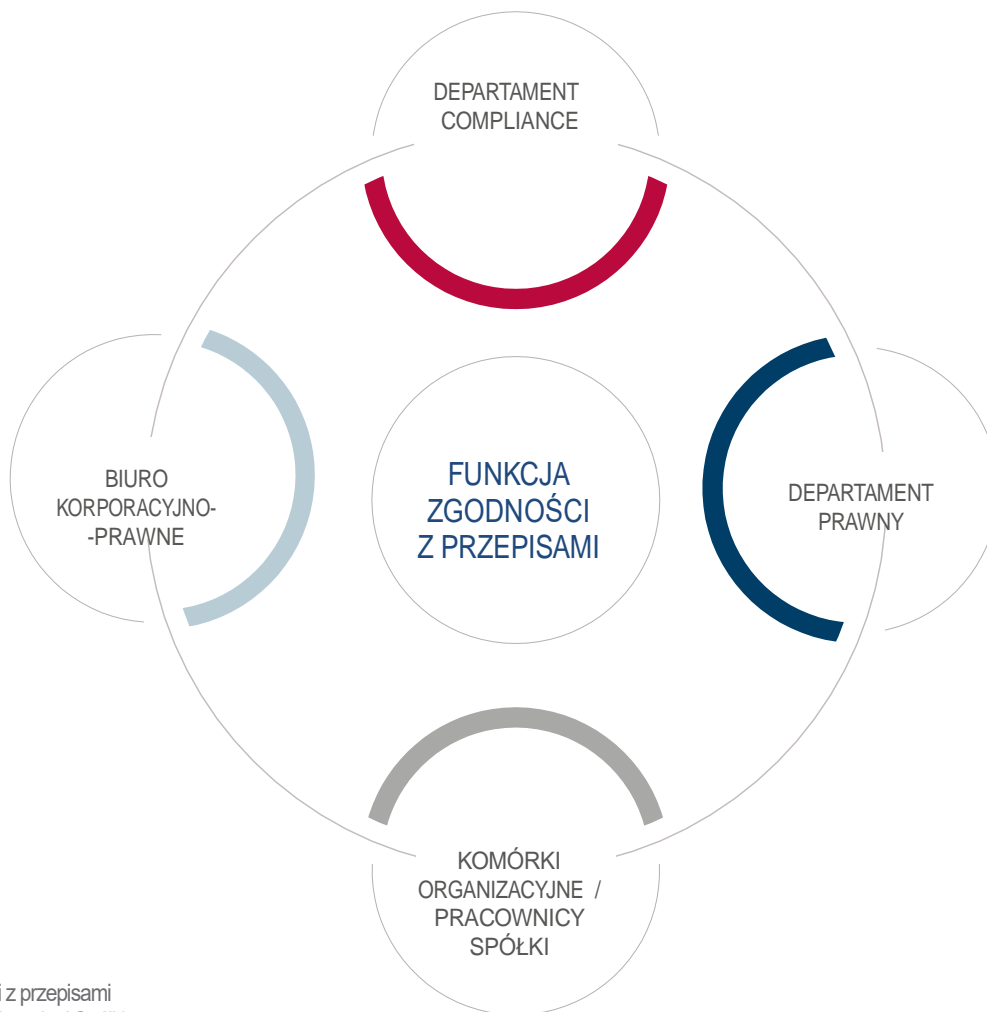 DEPARTAMENT
COMPLIANCE
FUNKCJA
ZGODNOŚCI
Z PRZEPISAMI
BIURO
KORPORACYJNO-
-PRAWNE
DEPARTAMENT
PRAWNY
KOMÓRKI
ORGANIZACYJNE /
PRACOWNICY
SPÓŁKI
i z przepisami